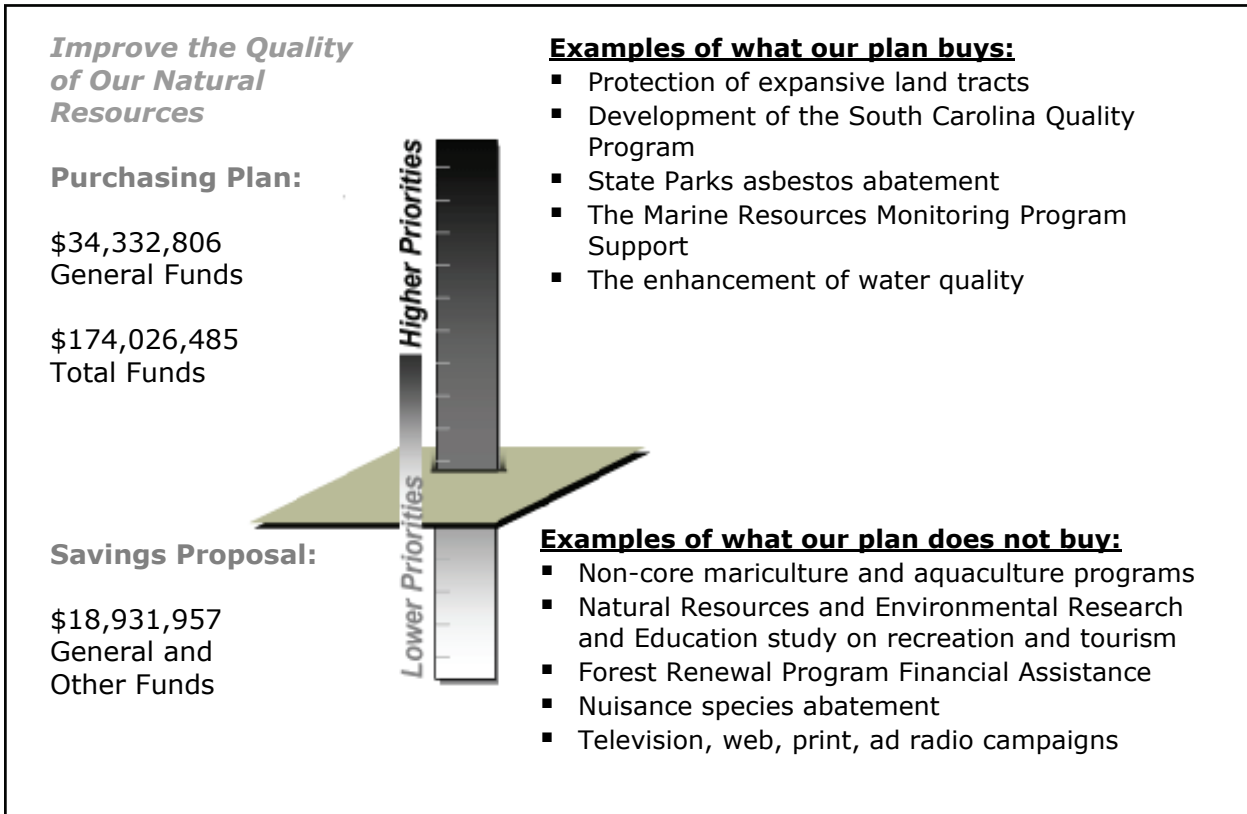 Improve the Quality
of Our Natural
Resources
Purchasing Plan:
$34,332,806
General Funds
$174,026,485
Total Funds
Higher Priorities
Lower Priorities
Examples of what our plan buys:
▪ Protection of expansive land tracts
▪ Development of the South Carolina Quality
Program
▪ State Parks asbestos abatement
▪ The Marine Resources Monitoring Program
Support
▪ The enhancement of water quality
Savings Proposal:
$18,931,957
General and
Other Funds
Examples of what our plan does not buy:
▪ Non-core mariculture and aquaculture programs
▪ Natural Resources and Environmental Research
and Education study on recreation and tourism
▪ Forest Renewal Program Financial Assistance
▪ Nuisance species abatement
▪ Television, web, print, ad radio campaigns